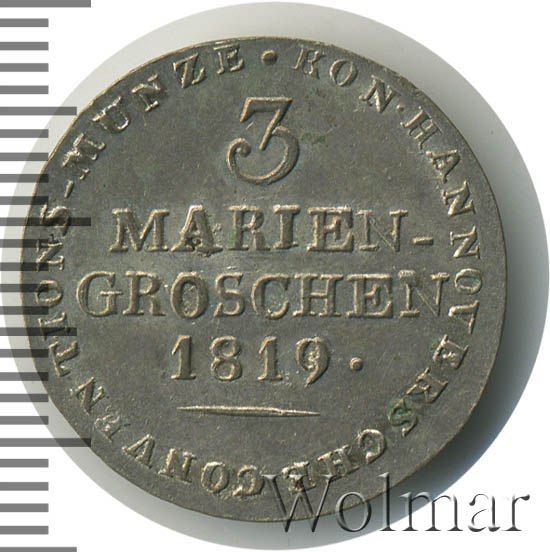 KON · HANNOVERSCHE CONVENTIONS-MUNZE ·
3
MARIEN-
GROSCHEN
1819 ·
Wolmar